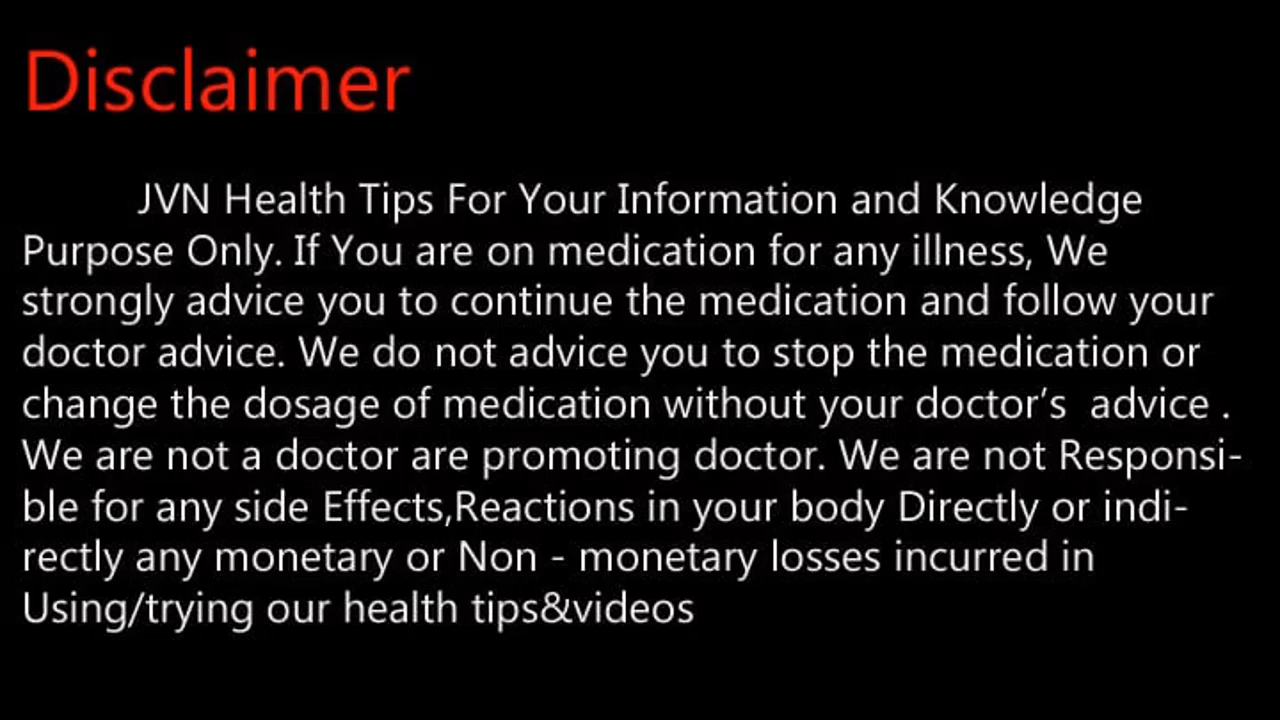 Disclaimer
JVN Health Tips For Your Information and Knowledge
Purpose Only. If You are on medication for any illness, We
strongly advice you to continue the medication and follow your
doctor advice. We do not advice you to stop the medication or
change the dosage of medication without your doctor’s  advice .
We are not a doctor are promoting doctor. We are not Responsi-
ble for any side Effects,Reactions in your body Directly or indi-
rectly any monetary or Non - monetary losses incurred in
Using/trying our health tips&videos